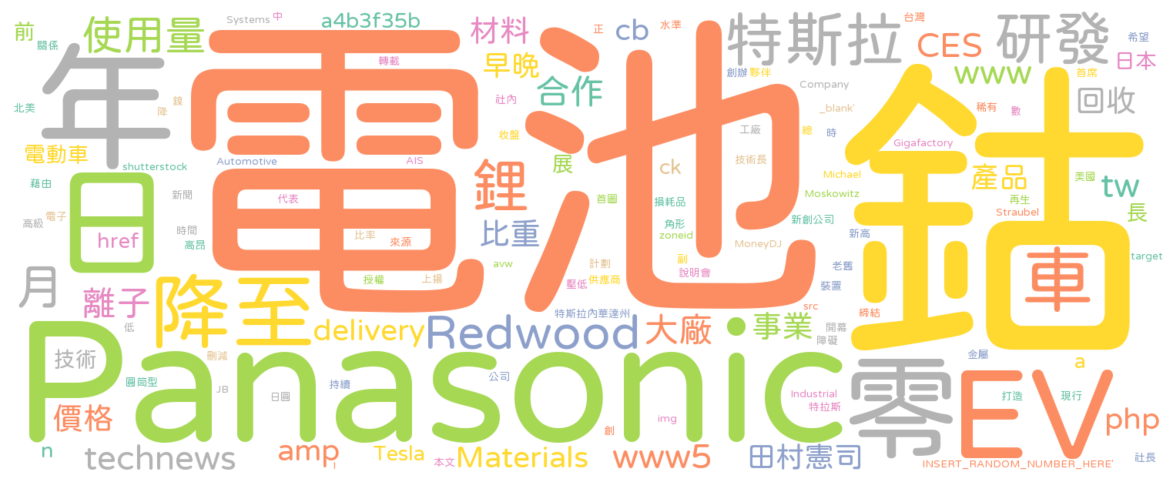 Systems 中
前 使用量 a4b3f35b 材料 cb 正 水準 特斯拉 台灣 CES 研發 希望
關係 年 電池 轉載 早晚 合作 創辦 夥伴 www 首席 日本
北美 社內 Company _blank' 稀有 數 回收
電動車 shutterstock 降 鎳 收盤 工廠 總 時 鈷
Automotive AIS 鋰 展 ck 技術長 Gigafactory 產品 美國 tw
藉由 新聞 日 代表 首圖 損耗品 Michael Moskowitz 再生 長
高級 電子 時間 高昂 比率 來源 比重 角形 zoneid 新創公司 Straubel
href MoneyDJ 新高 車 target
月 離子 降至 授權 上揚 avw 計劃 副 供應商 說明會 老舊 裝置
壓低 src
低 delivery Redwood 特斯拉內華達州 大廠 事業 締結 開幕 障礙
技術 Panasonic 刪減 金屬 a
圓筒型 JB 持續 公司 零 EV 打造 現行
價格 日圓 img Industrial 特拉斯 php
n technews amp l Tesla 本文 Materials 創 www5 田村憲司 INSERT_RANDOM_NUMBER_HERE' 社長